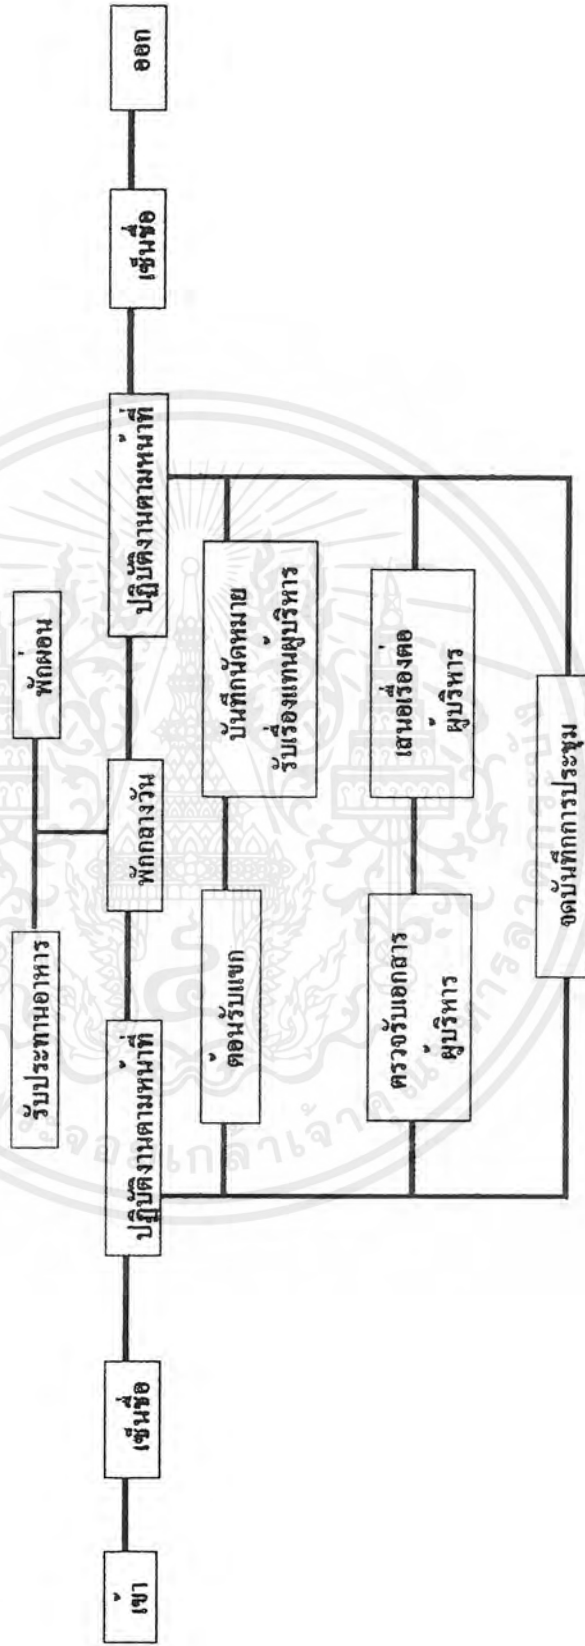 รับประทานอาหาร
พักผ่อน
เข้า
เซ็นชื่อ
ปฏิบัติงานตามหน้าที่
พักกลางวัน
ปฏิบัติงานตามหน้าที่
เซ็นชื่อ
ออก
ต้อนรับแขก
บันทึกนัดหมาย
รับเรื่องแทนผู้บริหาร
ตรวจรับเอกสาร
ผู้บริหาร
เสนอเรื่องต่อ
ผู้บริหาร
จดบันทึกการประชุม